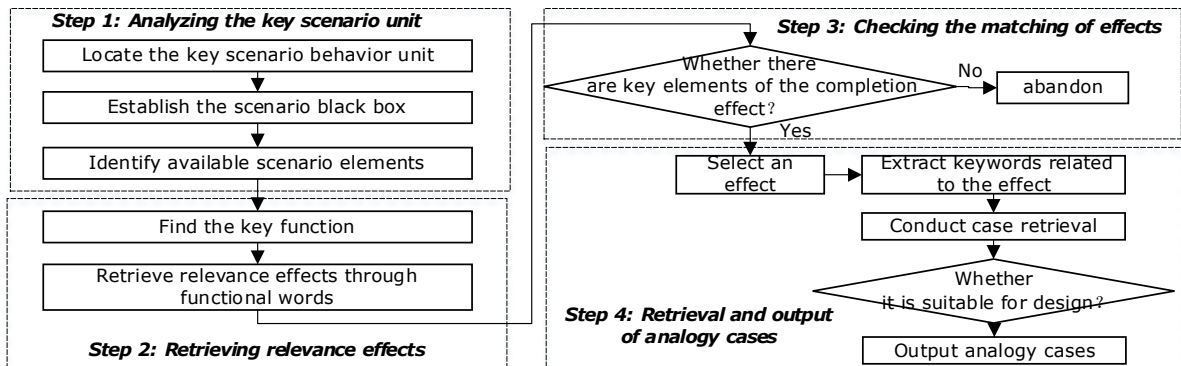 Step 1: Analyzing the key scenario unit
Locate the key scenario behavior unit
Establish the scenario black box
Identify available scenario elements
Find the key function
Retrieve relevance effects through
functional words
Step 2: Retrieving relevance effects
Step 3: Checking the matching of effects
Whether there
are key elements of the completion
effect?
No
abandon
Yes
Select an
effect
Extract keywords related
to the effect
Conduct case retrieval
Whether
it is suitable for design?
Step 4: Retrieval and output
of analogy cases
Output analogy cases